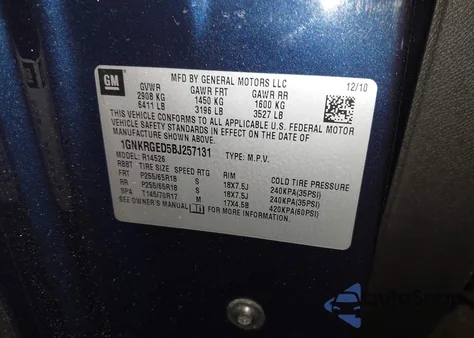 GM
MFD BY GENERAL MOTORS LLC
12/10
GVWR GAWR FRT GAWR RR
2908 KG 1450 KG 1600 KG
6411 LB 3196 LB 3527 LB
THIS VEHICLE CONFORMS TO ALL APPLICABLE U.S. FEDERAL MOTOR
VEHICLE SAFETY, BUMPER, AND THEFT PREVENTION STANDARDS IN
EFFECT ON THE DATE OF MANUFACTURE SHOWN ABOVE.
1GNKRGED5BJ257131 TYPE: M.P.V.
MODEL: R14526
RBBT TIRE SIZE SPEED RTG RIM COLD TIRE PRESSURE
FRT P255/65R18 S 18X7.5J 240KPA(35PSI)
RR P255/65R18 S 18X7.5J 240KPA(35PSI)
SPA T145/70R17 M 17X4.5B 420KPA(60PSI)
SEE OWNER'S MANUAL FOR MORE INFORMATION.